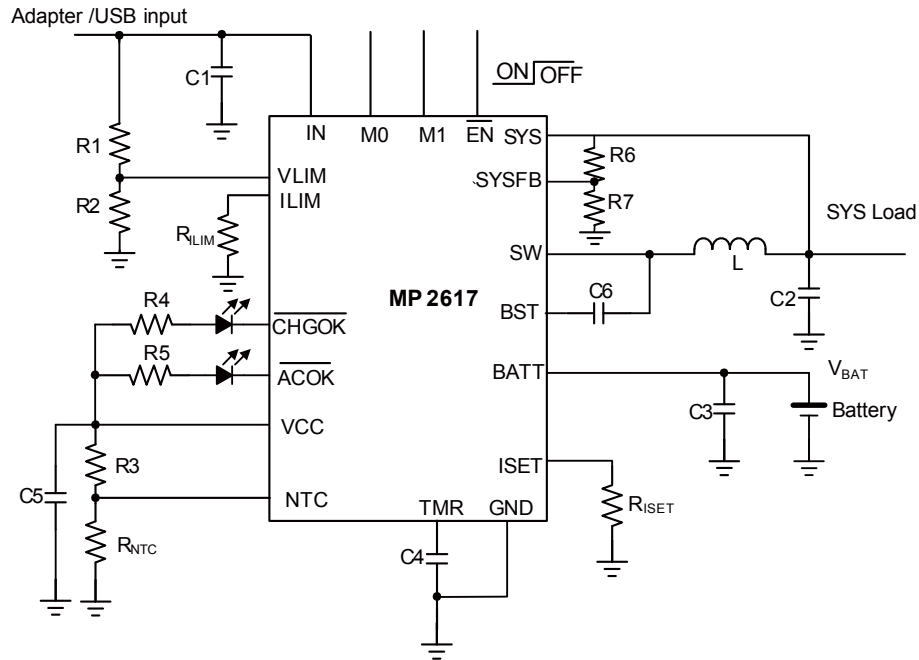 Adapter /USB input
C1
ON OFF
IN M0 M1 EN SYS
R1
R6
VLIM
SYSFB
ILIM
R7
R2
SYS Load
RILIM
SW
L
MP 2617
C6
C2
R4
BST
CHGOK
R5
ACOK
BATT
VBAT
C3
Battery
VCC
R3
ISET
C5
NTC
TMR GND
RISET
RNTC
C4